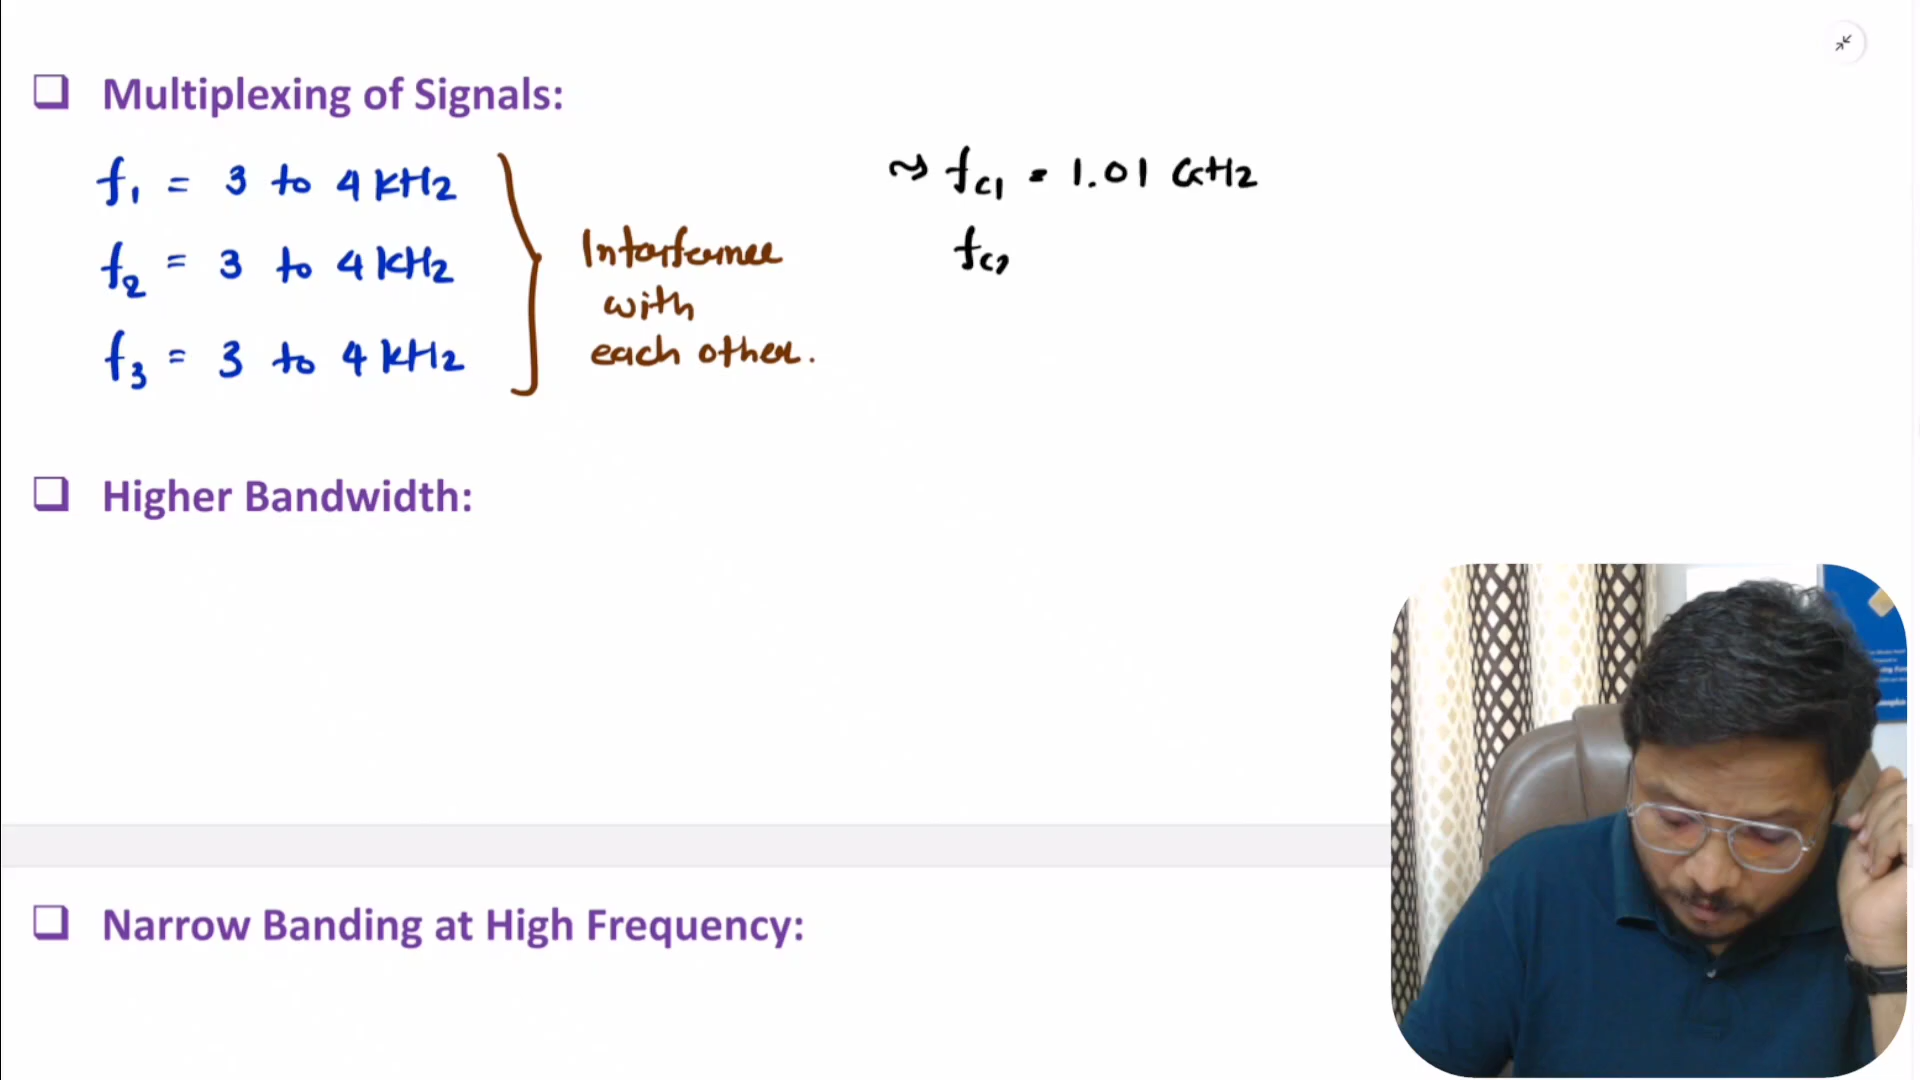 Multiplexing of Signals:
f₁ = 3 to 4 kHz
f₂ = 3 to 4 kHz
f₃ = 3 to 4 kHz
Interfernce
with
each other.
⤳ fc₁ = 1.01 GHz
fc₂
Higher Bandwidth:
Narrow Banding at High Frequency: